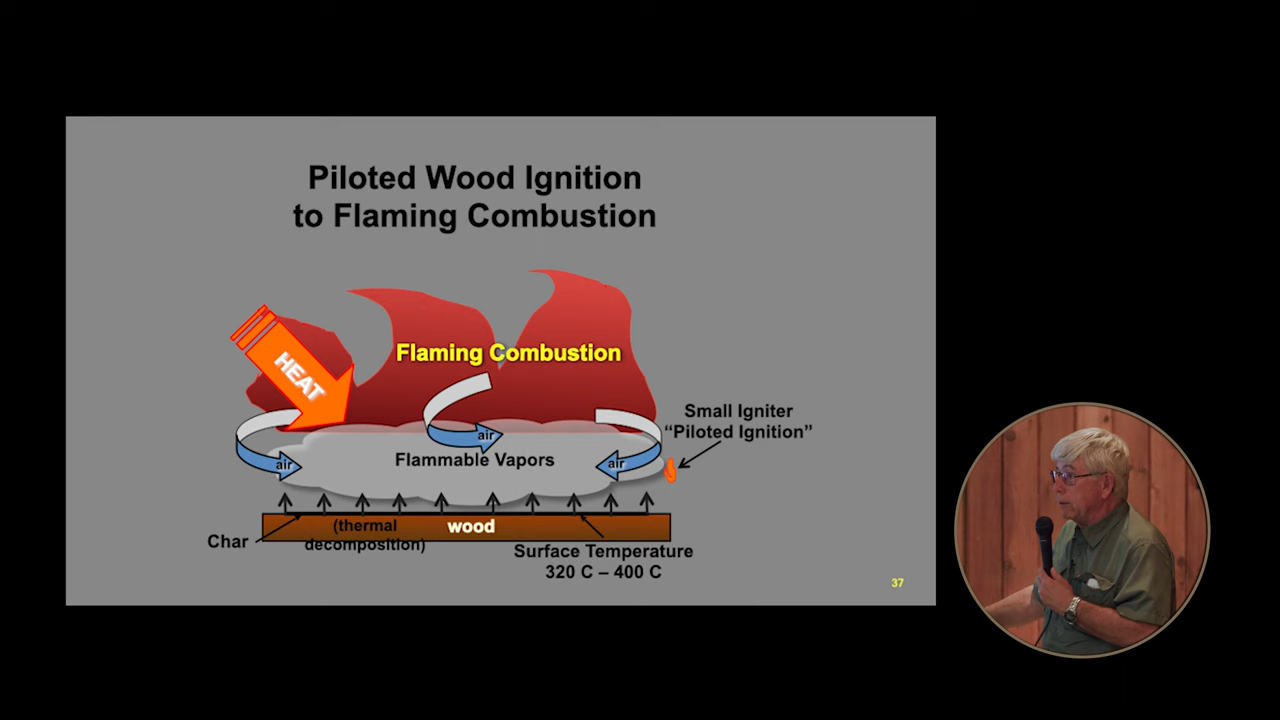 Piloted Wood Ignition
to Flaming Combustion
HEAT
Flaming Combustion
Small Igniter
“Piloted Ignition”
air
air
air
Flammable Vapors
(thermal
decomposition)
wood
Char
Surface Temperature
320 C – 400 C
37